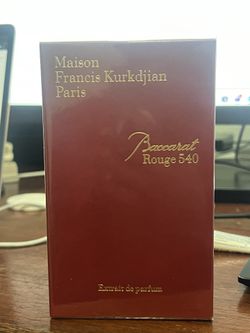 Maison
Francis Kurkdjian
Paris
Baccarat
Rouge 540
Extrait de parfum